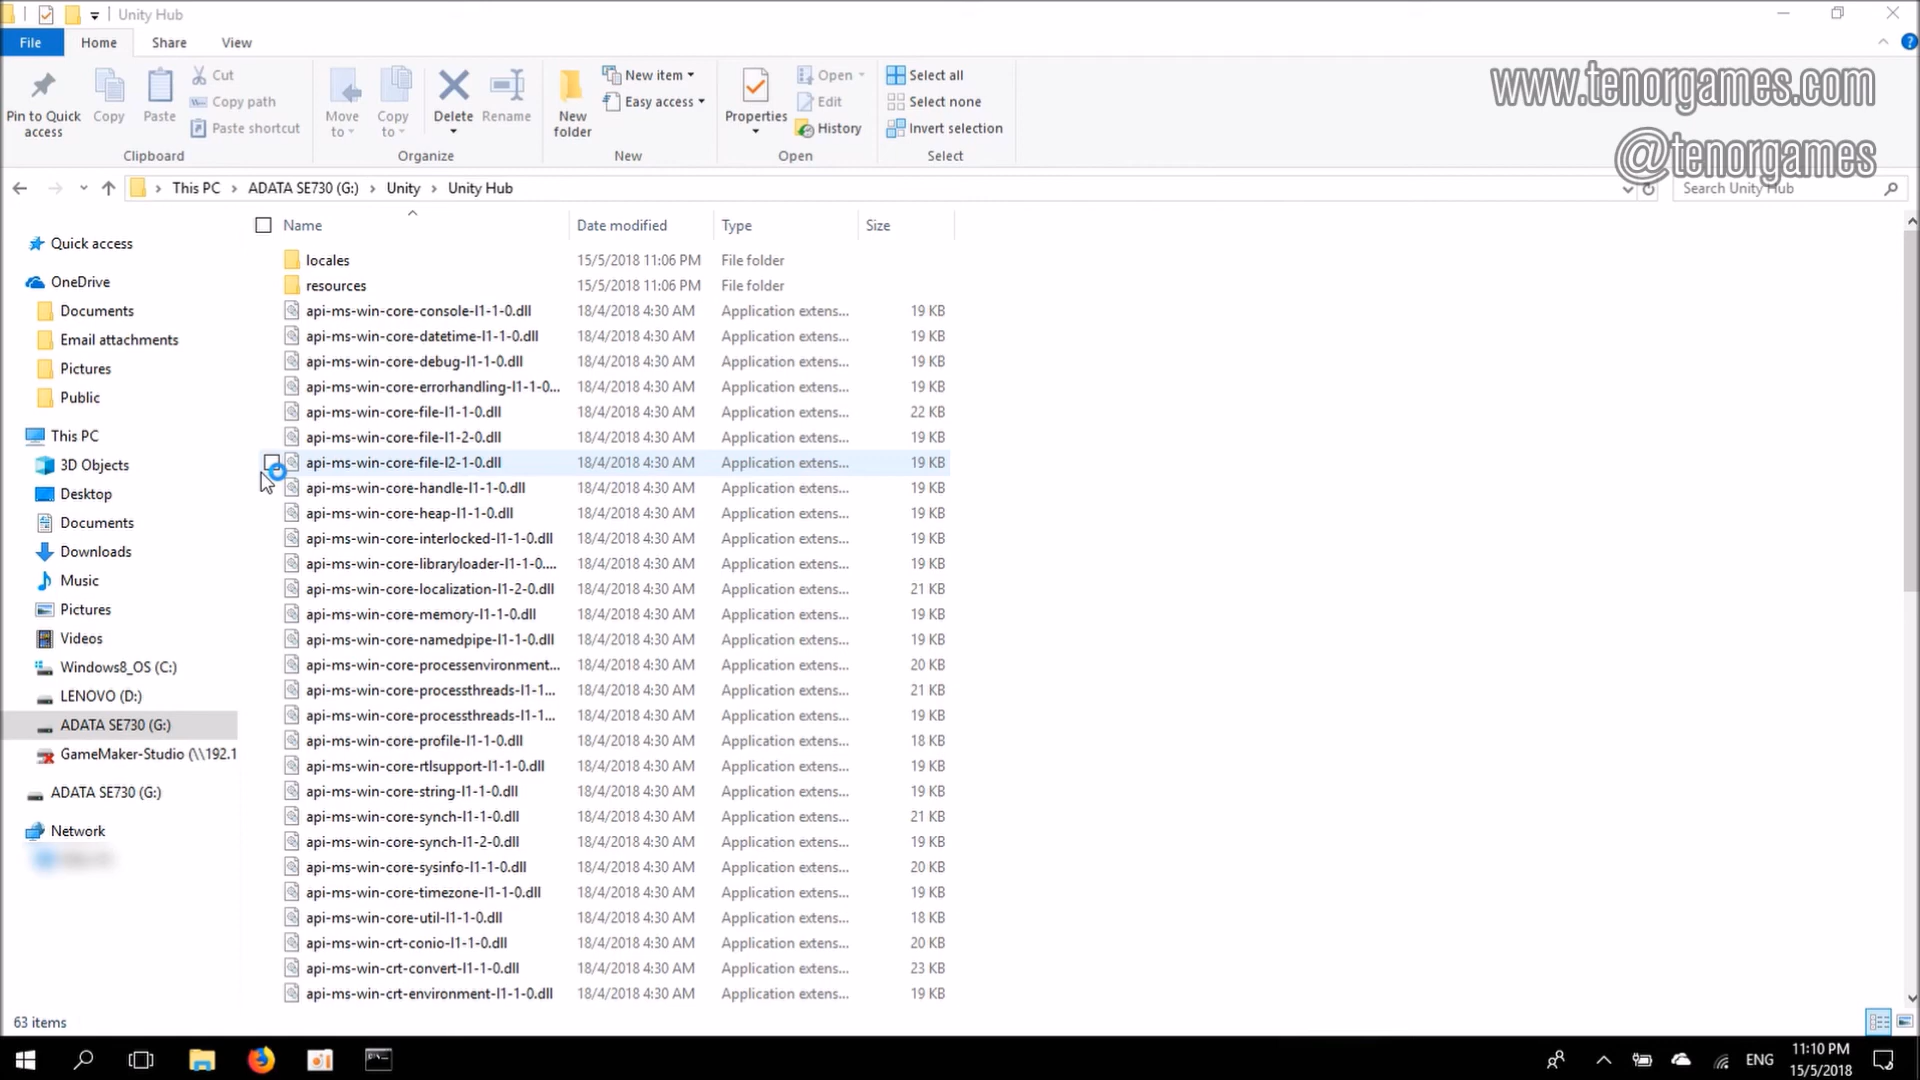 Unity Hub
File Home Share View
Pin to Quick access
Copy
Paste
Cut
Copy path
Paste shortcut
Clipboard
Move to
Copy to
Delete
Rename
Organize
New folder
New item
Easy access
New
Properties
Open
Edit
History
Open
Select all
Select none
Invert selection
Select
www.tenorgames.com
@tenorgames
This PC > ADATA SE730 (G:) > Unity > Unity Hub
Search Unity Hub
Quick access
OneDrive
Documents
Email attachments
Pictures
Public
This PC
3D Objects
Desktop
Documents
Downloads
Music
Pictures
Videos
Windows8_OS (C:)
LENOVO (D:)
ADATA SE730 (G:)
GameMaker-Studio (\\192.1
ADATA SE730 (G:)
Network
Name Date modified Type Size
locales 15/5/2018 11:06 PM File folder
resources 15/5/2018 11:06 PM File folder
api-ms-win-core-console-l1-1-0.dll 18/4/2018 4:30 AM Application extens... 19 KB
api-ms-win-core-datetime-l1-1-0.dll 18/4/2018 4:30 AM Application extens... 19 KB
api-ms-win-core-debug-l1-1-0.dll 18/4/2018 4:30 AM Application extens... 19 KB
api-ms-win-core-errorhandling-l1-1-0... 18/4/2018 4:30 AM Application extens... 19 KB
api-ms-win-core-file-l1-1-0.dll 18/4/2018 4:30 AM Application extens... 22 KB
api-ms-win-core-file-l1-2-0.dll 18/4/2018 4:30 AM Application extens... 19 KB
api-ms-win-core-file-l2-1-0.dll 18/4/2018 4:30 AM Application extens... 19 KB
api-ms-win-core-handle-l1-1-0.dll 18/4/2018 4:30 AM Application extens... 19 KB
api-ms-win-core-heap-l1-1-0.dll 18/4/2018 4:30 AM Application extens... 19 KB
api-ms-win-core-interlocked-l1-1-0.dll 18/4/2018 4:30 AM Application extens... 19 KB
api-ms-win-core-libraryloader-l1-1-0.... 18/4/2018 4:30 AM Application extens... 19 KB
api-ms-win-core-localization-l1-2-0.dll 18/4/2018 4:30 AM Application extens... 21 KB
api-ms-win-core-memory-l1-1-0.dll 18/4/2018 4:30 AM Application extens... 19 KB
api-ms-win-core-namedpipe-l1-1-0.dll 18/4/2018 4:30 AM Application extens... 19 KB
api-ms-win-core-processenvironment... 18/4/2018 4:30 AM Application extens... 20 KB
api-ms-win-core-processthreads-l1-1... 18/4/2018 4:30 AM Application extens... 21 KB
api-ms-win-core-processthreads-l1-1... 18/4/2018 4:30 AM Application extens... 19 KB
api-ms-win-core-profile-l1-1-0.dll 18/4/2018 4:30 AM Application extens... 18 KB
api-ms-win-core-rtlsupport-l1-1-0.dll 18/4/2018 4:30 AM Application extens... 19 KB
api-ms-win-core-string-l1-1-0.dll 18/4/2018 4:30 AM Application extens... 19 KB
api-ms-win-core-synch-l1-1-0.dll 18/4/2018 4:30 AM Application extens... 21 KB
api-ms-win-core-synch-l1-2-0.dll 18/4/2018 4:30 AM Application extens... 19 KB
api-ms-win-core-sysinfo-l1-1-0.dll 18/4/2018 4:30 AM Application extens... 20 KB
api-ms-win-core-timezone-l1-1-0.dll 18/4/2018 4:30 AM Application extens... 19 KB
api-ms-win-core-util-l1-1-0.dll 18/4/2018 4:30 AM Application extens... 18 KB
api-ms-win-crt-conio-l1-1-0.dll 18/4/2018 4:30 AM Application extens... 20 KB
api-ms-win-crt-convert-l1-1-0.dll 18/4/2018 4:30 AM Application extens... 23 KB
api-ms-win-crt-environment-l1-1-0.dll 18/4/2018 4:30 AM Application extens... 19 KB
63 items
ENG
11:10 PM
15/5/2018